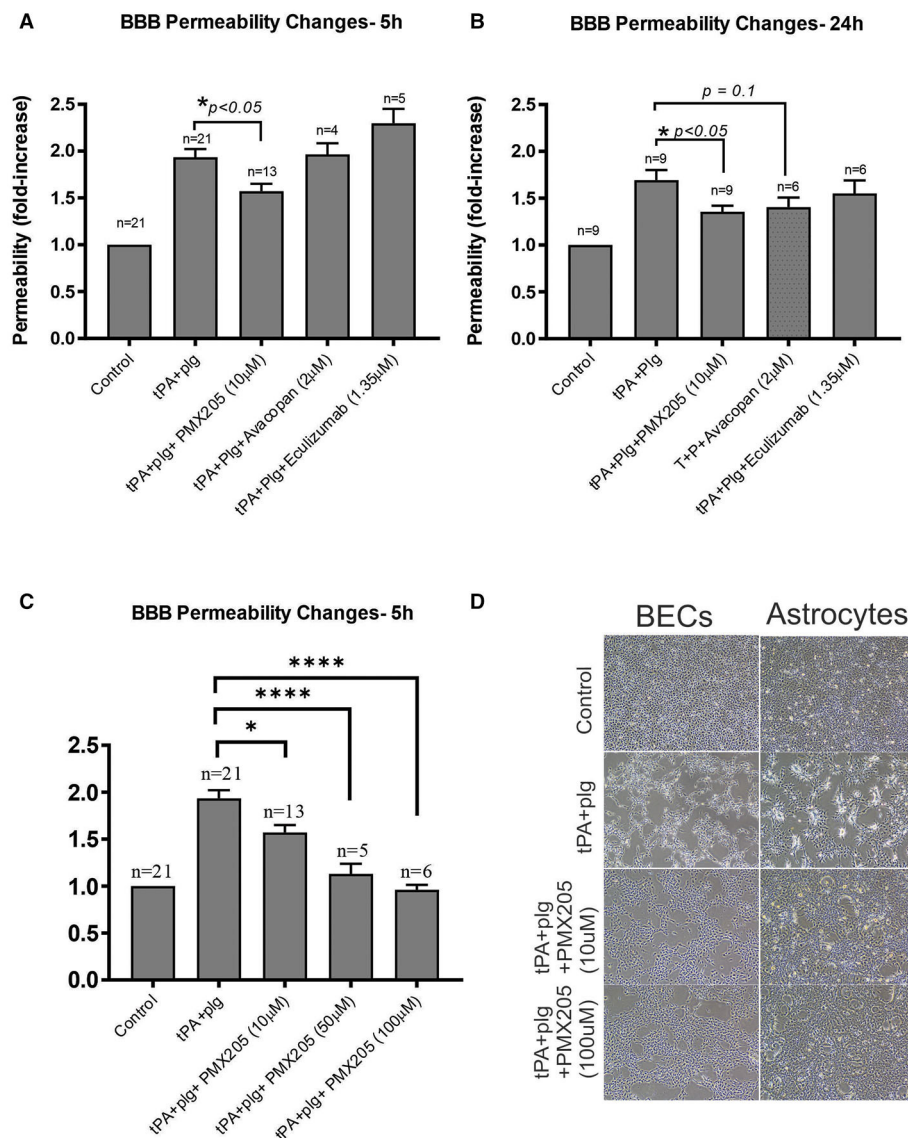 A
BBB Permeability Changes- 5h
Permeability (fold-increase)
2.5
2.0
1.5
1.0
0.5
0.0
n=21
n=21
*p<0.05
n=13
n=4
n=5
Control
tPA+plg
tPA+plg+ PMX205 (10μM)
tPA+Plg+Avacopan (2μM)
tPA+Plg+Eculizumab (1.35μM)
B
BBB Permeability Changes- 24h
Permeability (fold-increase)
2.5
2.0
1.5
1.0
0.5
0.0
p = 0.1
* p<0.05
n=9
n=9
n=9
n=6
n=6
Control
tPA+Plg
tPA+Plg+PMX205 (10μM)
T+P+Avacopan (2μM)
tPA+Plg+Eculizumab (1.35μM)
C
BBB Permeability Changes- 5h
****
****
*
2.5
2.0
1.5
1.0
0.5
0.0
n=21
n=21
n=13
n=5
n=6
Control
tPA+plg
tPA+plg+ PMX205 (10μM)
tPA+plg+ PMX205 (50μM)
tPA+plg+ PMX205 (100μM)
D
BECs Astrocytes
Control
tPA+plg
tPA+plg
+PMX205
(10uM)
tPA+plg
+PMX205
(100uM)